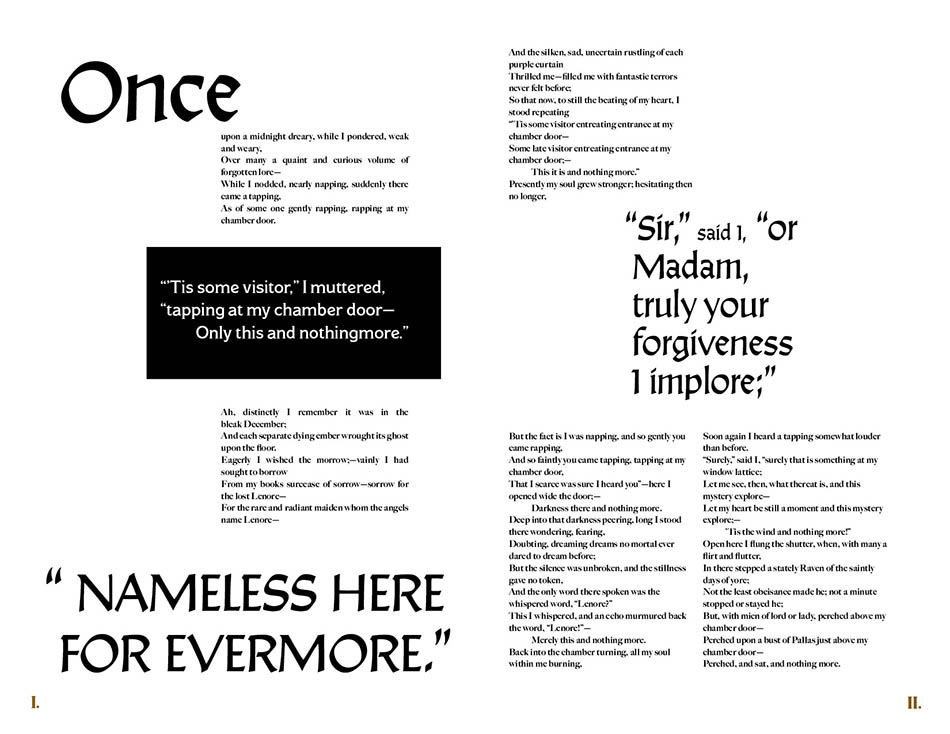 Once
upon a midnight dreary, while I pondered, weak
and weary,
Over many a quaint and curious volume of
forgotten lore—
While I nodded, nearly napping, suddenly there
came a tapping,
As of some one gently rapping, rapping at my
chamber door.
“’Tis some visitor,” I muttered,
“tapping at my chamber door—
Only this and nothingmore.”
Ah, distinctly I remember it was in the
bleak December;
And each separate dying ember wrought its ghost
upon the floor.
Eagerly I wished the morrow;—vainly I had
sought to borrow
From my books surcease of sorrow—sorrow for
the lost Lenore—
For the rare and radiant maiden whom the angels
name Lenore—
“ NAMELESS HERE
FOR EVERMORE.”
I.
And the silken, sad, uncertain rustling of each
purple curtain
Thrilled me—filled me with fantastic terrors
never felt before;
So that now, to still the beating of my heart, I
stood repeating
“’Tis some visitor entreating entrance at my
chamber door—
Some late visitor entreating entrance at my
chamber door;—
This it is and nothing more.”
Presently my soul grew stronger; hesitating then
no longer,
“Sir,” said I, “or
Madam,
truly your
forgiveness
I implore;”
But the fact is I was napping, and so gently you
came rapping,
And so faintly you came tapping, tapping at my
chamber door,
That I scarce was sure I heard you”—here I
opened wide the door;—
Darkness there and nothing more.
Deep into that darkness peering, long I stood
there wondering, fearing,
Doubting, dreaming dreams no mortal ever
dared to dream before;
But the silence was unbroken, and the stillness
gave no token,
And the only word there spoken was the
whispered word, “Lenore?”
This I whispered, and an echo murmured back
the word, “Lenore!”—
Merely this and nothing more.
Back into the chamber turning, all my soul
within me burning,
Soon again I heard a tapping somewhat louder
than before.
“Surely,” said I, “surely that is something at my
window lattice;
Let me see, then, what thereat is, and this
mystery explore—
Let my heart be still a moment and this mystery
explore;—
’Tis the wind and nothing more!”
Open here I flung the shutter, when, with many a
flirt and flutter,
In there stepped a stately Raven of the saintly
days of yore;
Not the least obeisance made he; not a minute
stopped or stayed he;
But, with mien of lord or lady, perched above my
chamber door—
Perched upon a bust of Pallas just above my
chamber door—
Perched, and sat, and nothing more.
II.